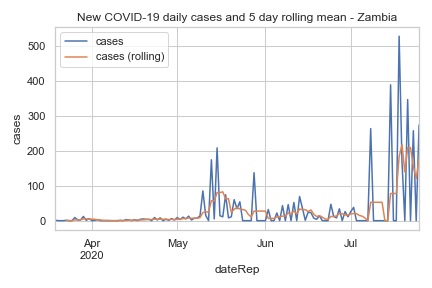 New COVID-19 daily cases and 5 day rolling mean - Zambia
cases
cases (rolling)
500
400
300
200
100
0
cases
Apr
2020
May
Jun
Jul
dateRep